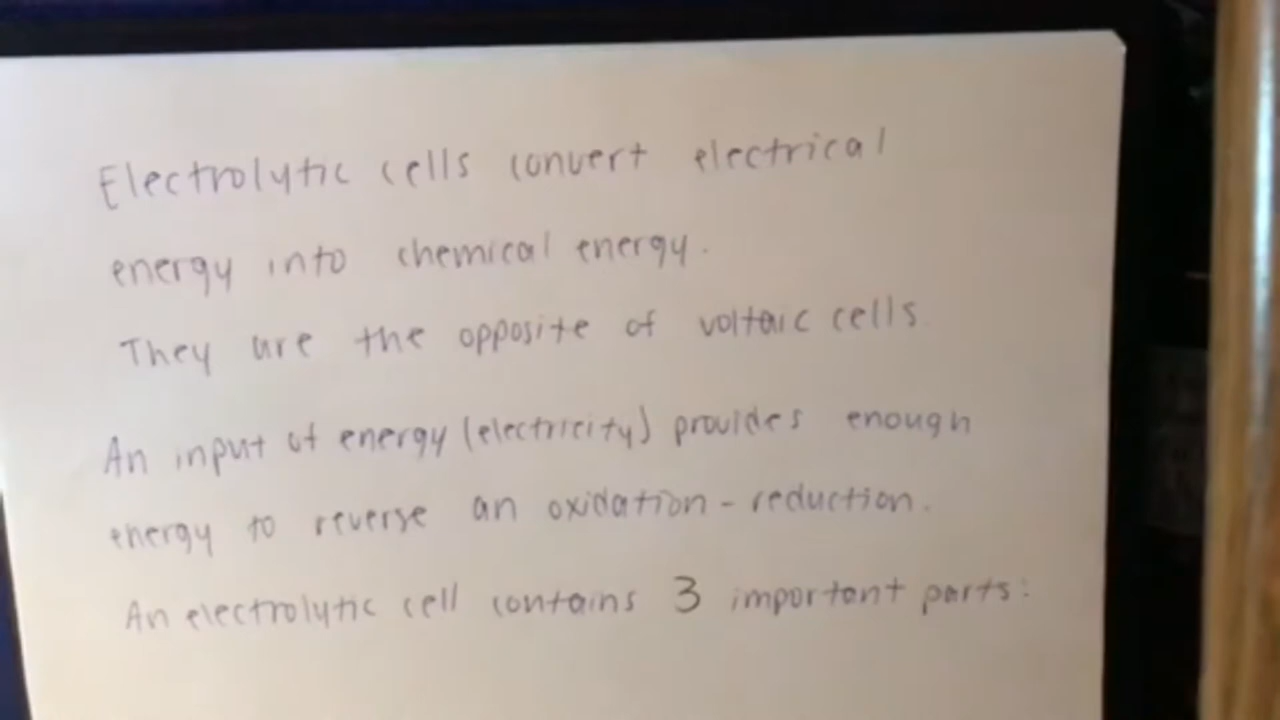 Electrolytic cells convert electrical
energy into chemical energy.
They are the opposite of voltaic cells.
An input of energy (electricity) provides enough
energy to reverse an oxidation-reduction.
An electrolytic cell contains 3 important parts: